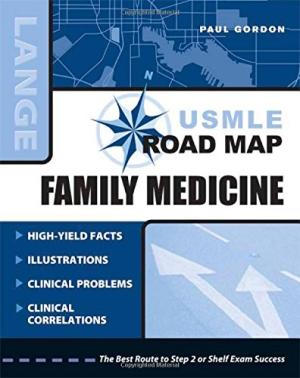 PAUL GORDON
LANGE
USMLE
ROAD MAP
FAMILY MEDICINE
HIGH-YIELD FACTS
ILLUSTRATIONS
CLINICAL PROBLEMS
CLINICAL
CORRELATIONS
The Best Route to Step 2 or Shelf Exam Success